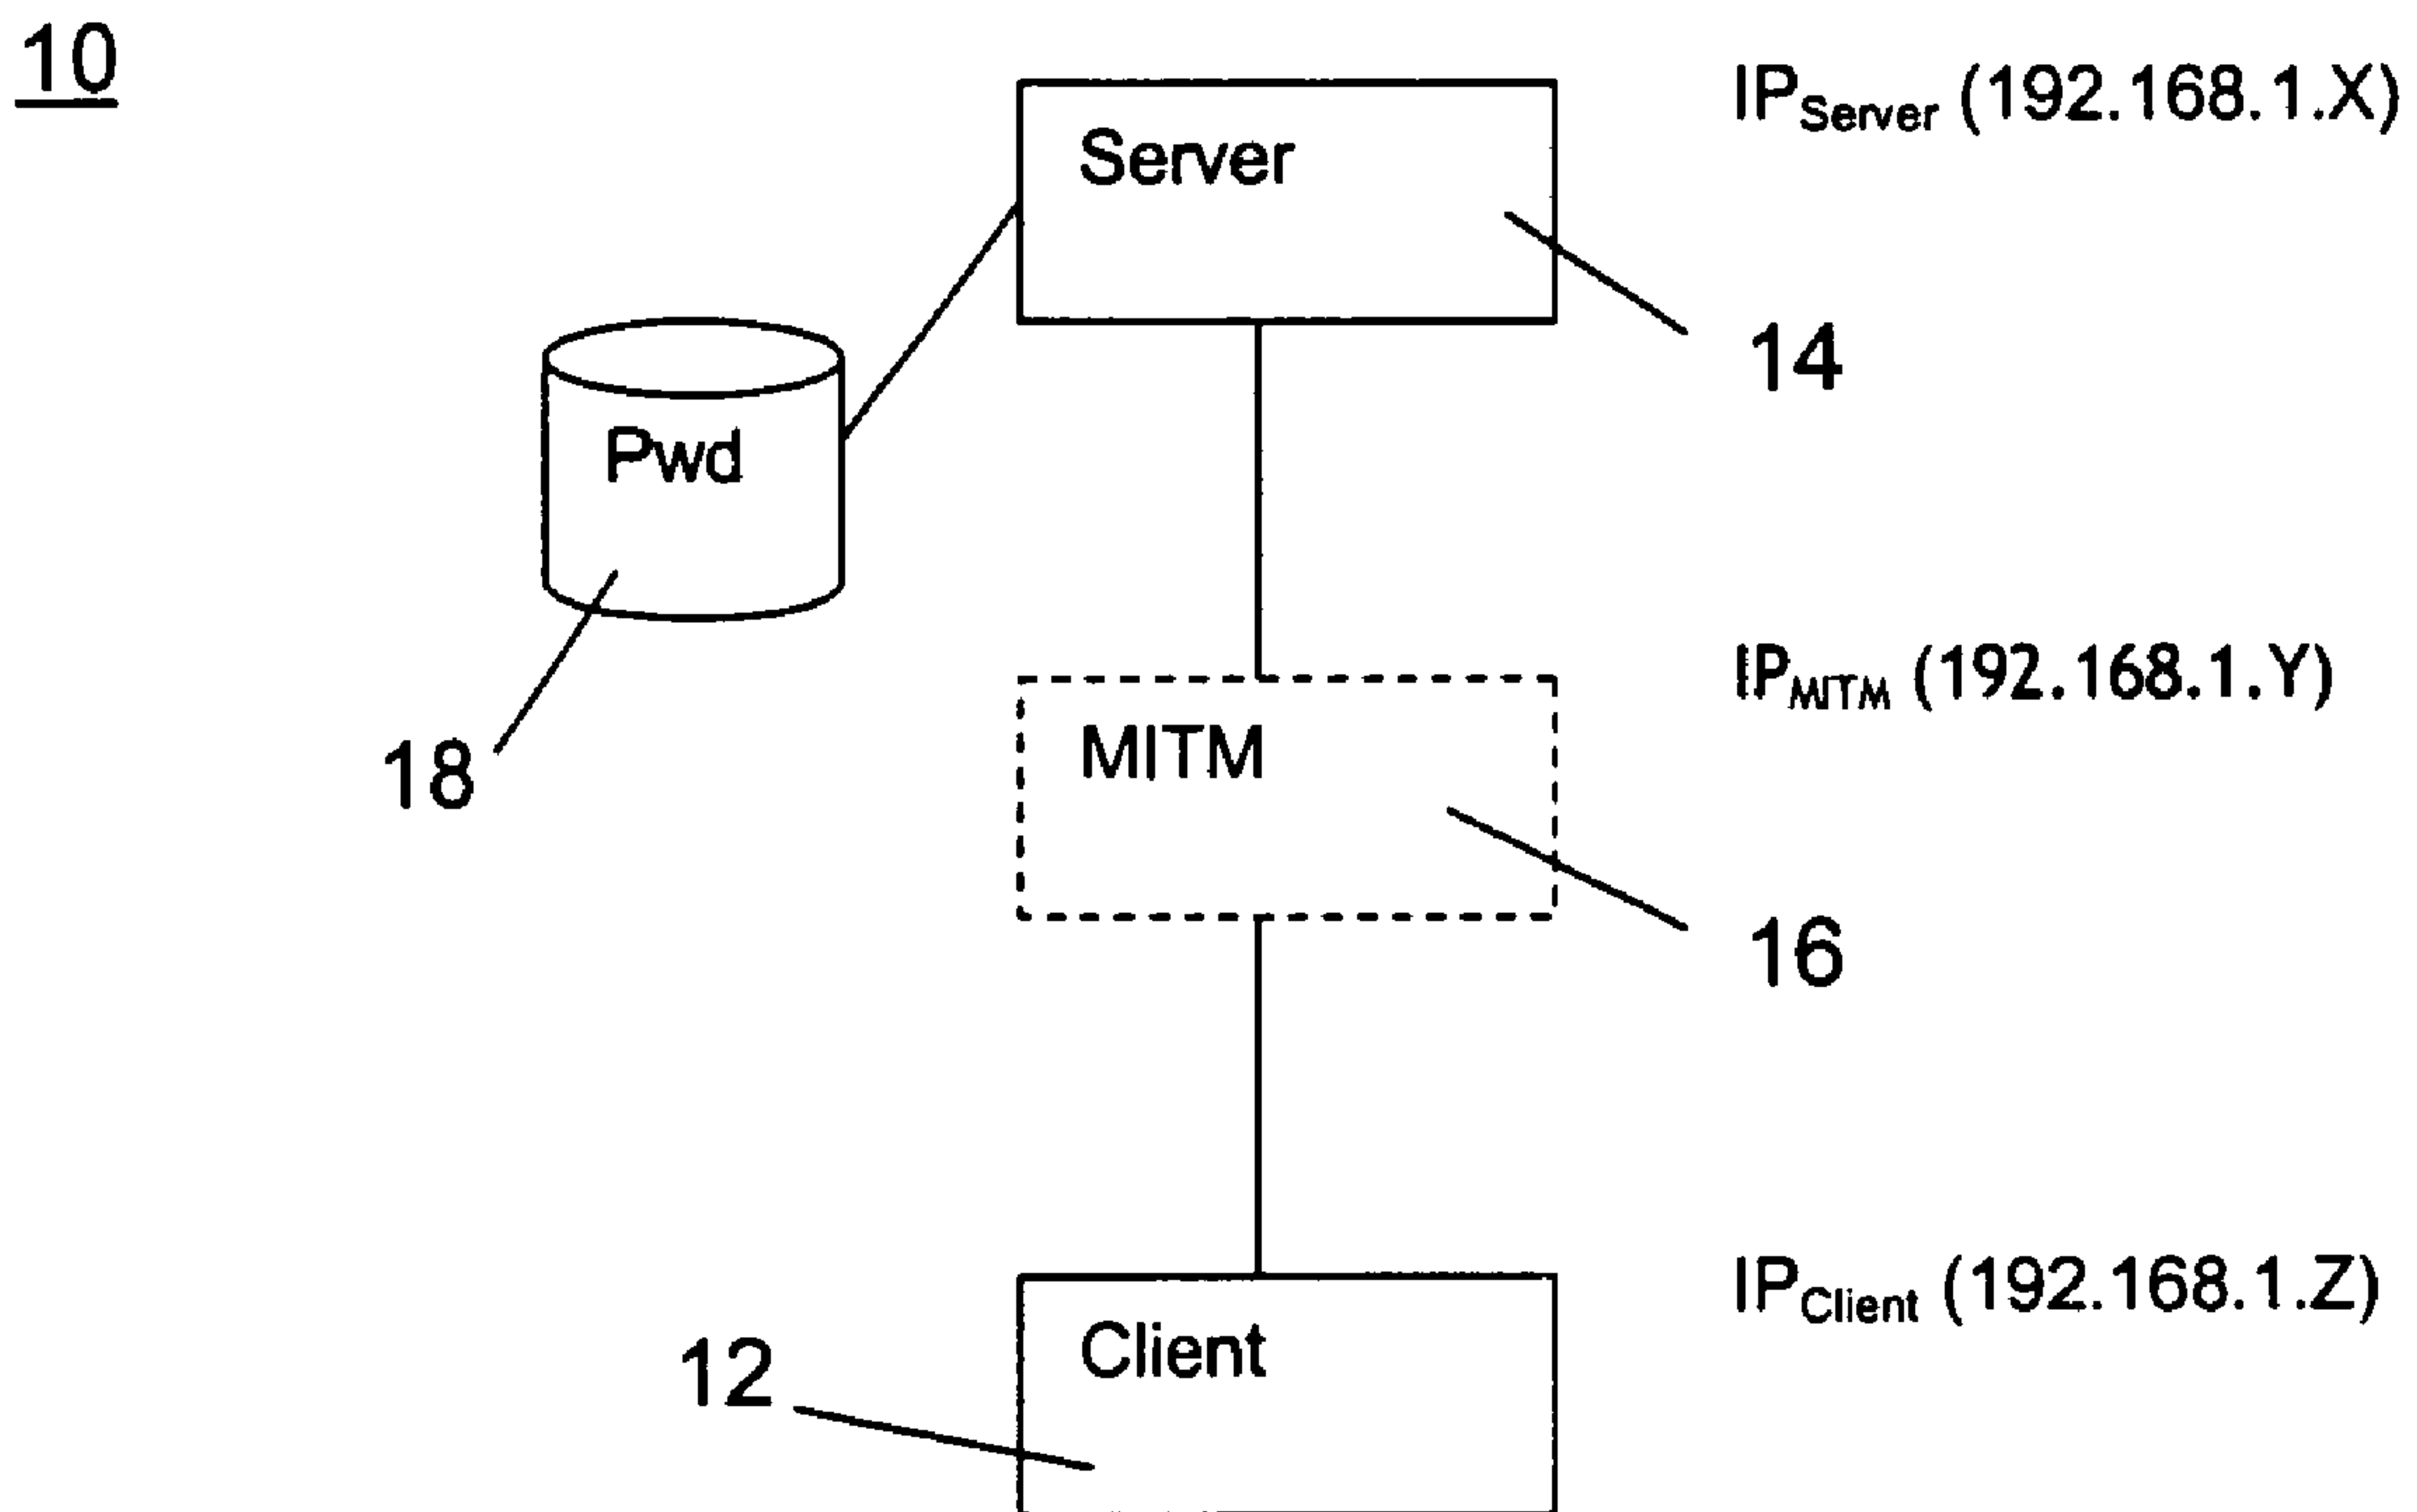 10
Server
IPServer (192.168.1.X)
14
Pwd
18
MITM
IPMITM (192.168.1.Y)
16
Client
IPClient (192.168.1.Z)
12